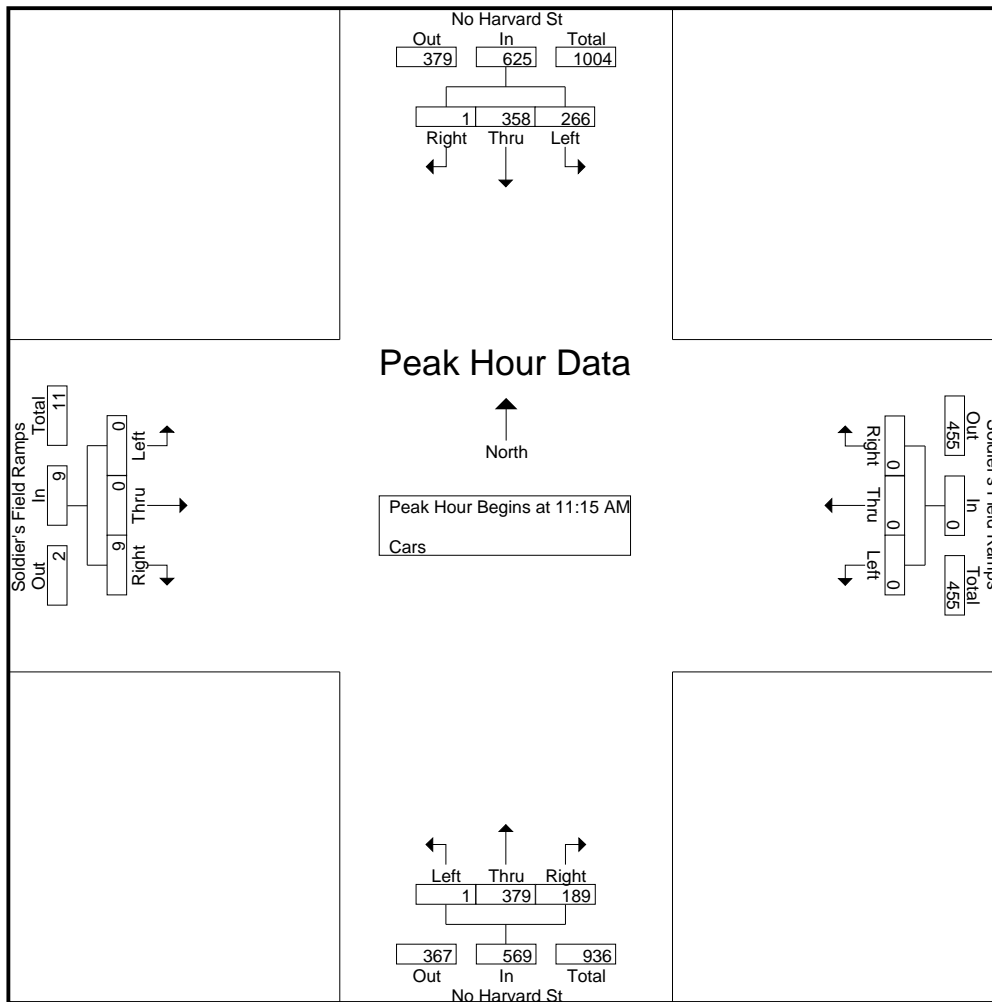 No Harvard St
Out In Total
379 625 1004
1 358 266
Right Thru Left
Peak Hour Data
North
Peak Hour Begins at 11:15 AM
Cars
Soldier's Field Ramps
Total In Out
11 9 2
0 0 9
Left Thru Right
Soldier's Field Ramps
Out In Total
455 0 455
0 0 0
Right Thru Left
Left Thru Right
1 379 189
367 569 936
Out In Total
No Harvard St